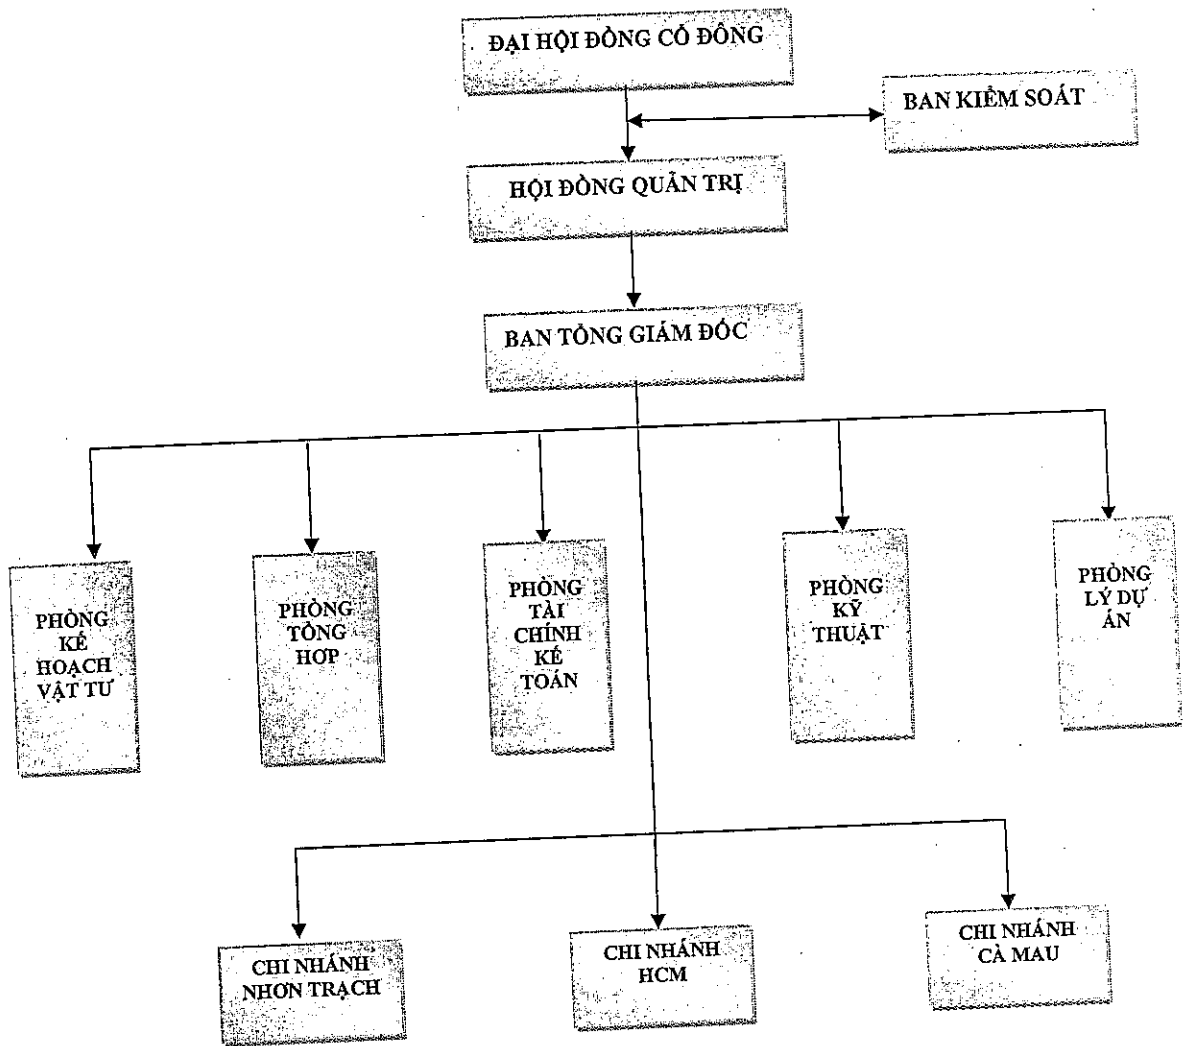 ĐẠI HỘI ĐỒNG CỔ ĐÔNG
BAN KIỂM SOÁT
HỘI ĐỒNG QUẢN TRỊ
BAN TỔNG GIÁM ĐỐC
PHÒNG
KẾ
HOẠCH
VẬT TƯ
PHÒNG
TỔNG
HƠP
PHÒNG
TÀI
CHÍNH
KẾ
TOÁN
PHÒNG
KỸ
THUẬT
PHÒNG
LÝ DỰ
ÁN
CHI NHÁNH
NHƠN TRẠCH
CHI NHÁNH
HCM
CHI NHÁNH
CÀ MAU